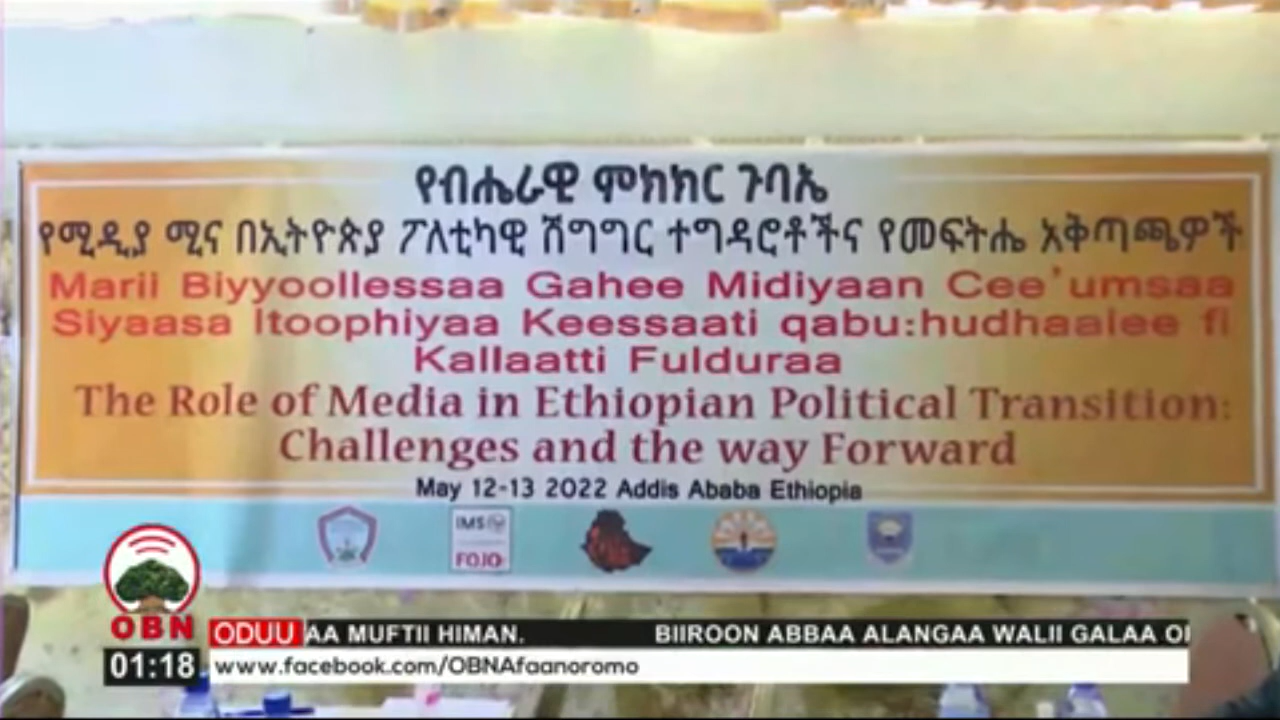 የብሔራዊ ምክክር ጉባኤ
የሚዲያ ሚና በኢትዮጵያ ፖለቲካዊ ሽግግር ተግዳሮቶችና የመፍትሔ አቅጣጫዎች
Marii Biyyoollessaa Gahee Midiyaan Cee'umsaa
Siyaasa Itoophiyaa Keessaati qabu:hudhaalee fi
Kallaatti Fulduraa
The Role of Media in Ethiopian Political Transition:
Challenges and the way Forward
May 12-13 2022 Addis Ababa Ethiopia
IMS
FOJO:
OBN
ODUU AA MUFTII HIMAN. BIIROON ABBAA ALANGAA WALII GALAA
01:18 www.facebook.com/OBNAfaanoromo